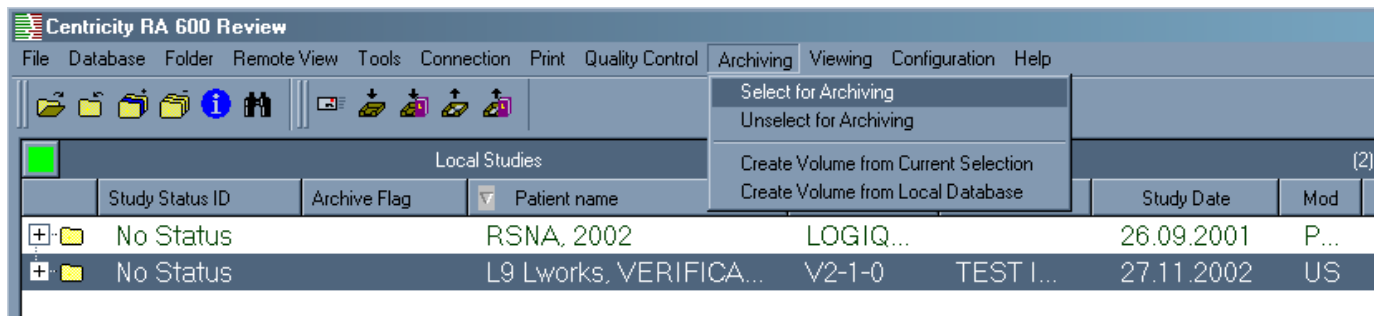 Centricity RA 600 Review
File Database Folder Remote View Tools Connection Print Quality Control Archiving Viewing Configuration Help
Select for Archiving
Unselect for Archiving
Create Volume from Current Selection
Create Volume from Local Database
Local Studies (2)
Study Status ID Archive Flag Patient name Study Date Mod
No Status RSNA, 2002 LOGIQ... 26.09.2001 P...
No Status L9 Lworks, VERIFICA... V2-1-0 TEST I... 27.11.2002 US